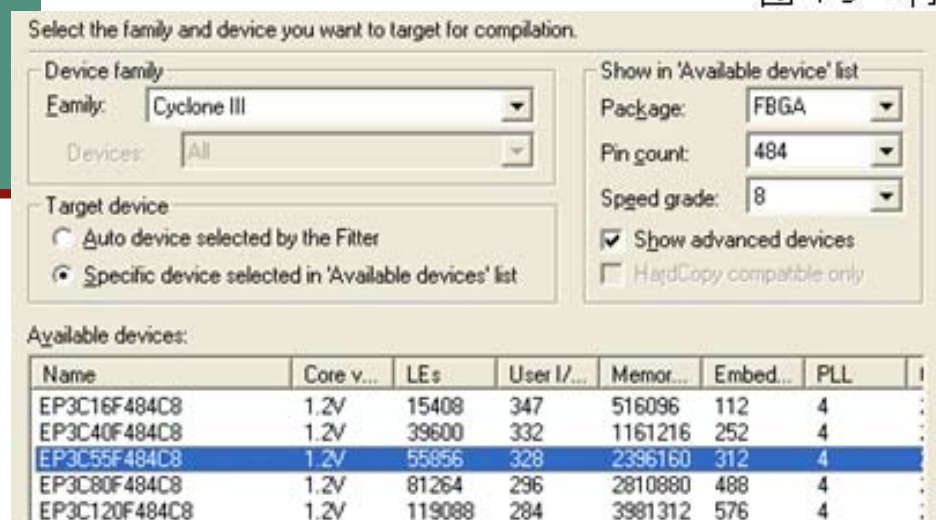 Select the family and device you want to target for compilation.
Device family
Family: Cyclone III
Devices: All
Show in 'Available device' list
Package: FBGA
Pin count: 484
Speed grade: 8
Show advanced devices
HardCopy compatible only
Target device
Auto device selected by the Fitter
Specific device selected in 'Available devices' list
Available devices:
Name Core v... LEs User I/... Memor... Embed... PLL
EP3C16F484C8 1.2V 15408 347 516096 112 4
EP3C40F484C8 1.2V 39600 332 1161216 252 4
EP3C55F484C8 1.2V 55856 328 2396160 312 4
EP3C80F484C8 1.2V 81264 296 2810880 488 4
EP3C120F484C8 1.2V 119088 284 3981312 576 4